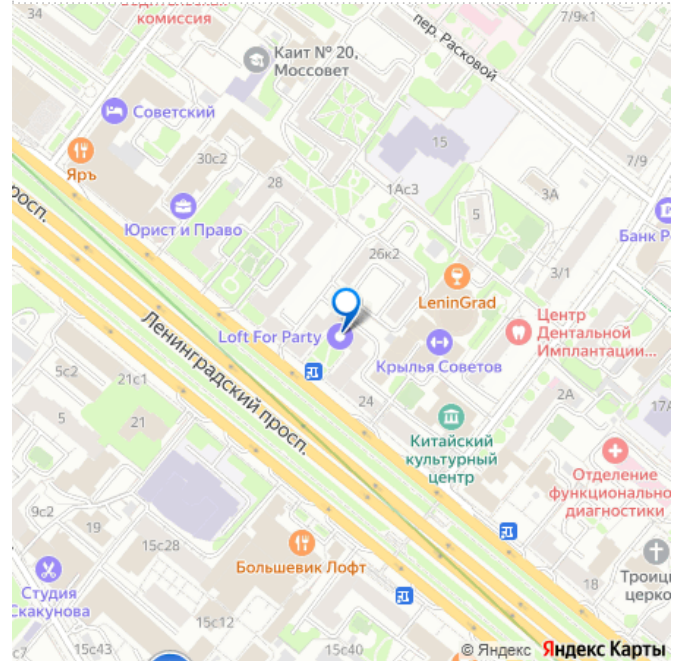 34
комиссия
7/9к1
пер. Расковой
Каит № 20,
Моссовет
Советский
15
Яръ
30с2
7/9
28
1Ас3
3А
5
Юрист и Право
просп.
Банк Р
26к2
3/1
LeninGrad
Центр
Дентальной
Имплантации...
Loft For Party
Ленинградский просп.
Крылья Советов
5с2
21с1
2А
24
17А
5
21
Китайский
культурный
центр
Отделение
функционально
диагностики
9с2
19
15с28
Большевик Лофт
Студия
Скакунова
18
Троиц
церко
15с12
с7
15с43
15с40
© Яндекс Яндекс Карты